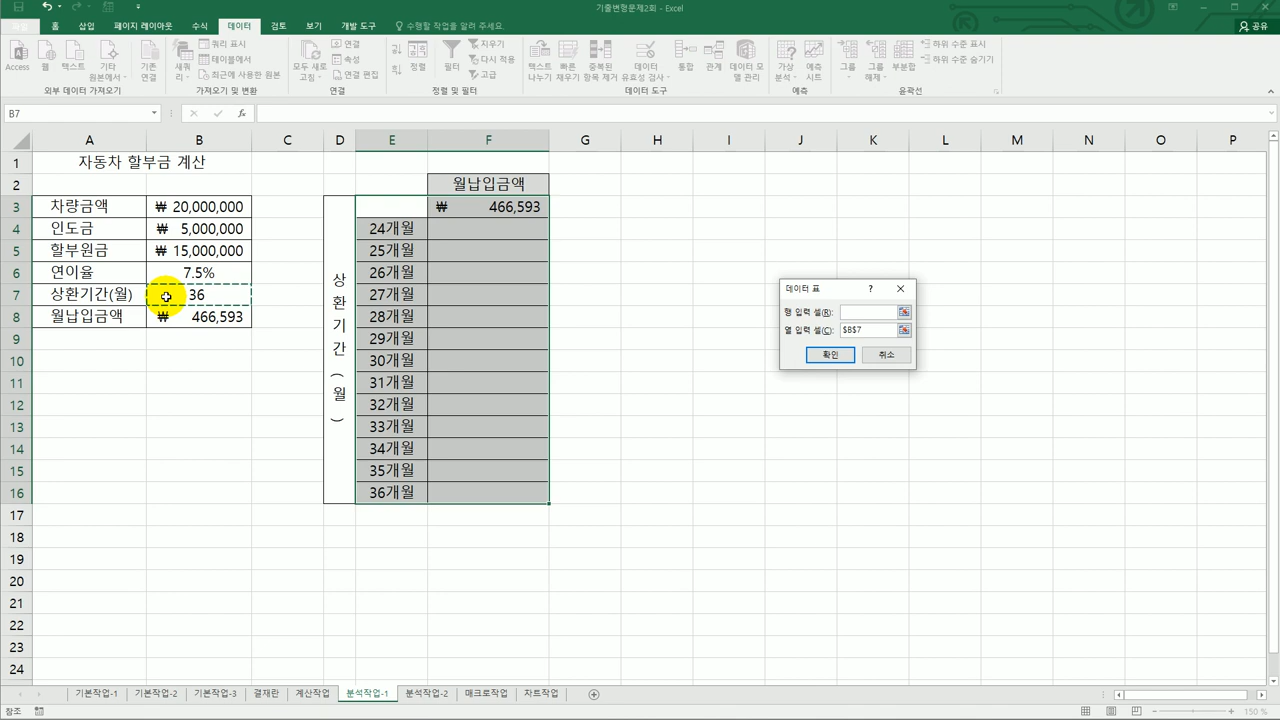 기출변형문제2회 - Excel
홈 삽입 페이지 레이아웃 수식 데이터 검토 보기 개발 도구 수행할 작업을 알려 주세요. 공유
Access 웹 텍스트 기타 원본에서 기존 연결 새 쿼리 쿼리 표시 테이블에서 최근에 사용한 원본 모두 새로 고침 연결 속성 연결 편집 정렬 필터 지우기 다시 적용 고급 텍스트 나누기 빠른 채우기 중복된 항목 제거 데이터 유효성 검사 통합 관계 데이터 모델 관리 가상 분석 예측 시트 그룹 그룹 해제 부분합 하위 수준 표시 하위 수준 숨기기
외부 데이터 가져오기 가져오기 및 변환 연결 정렬 및 필터 데이터 도구 예측 윤곽선
B7 fx
A B C D E F G H I J K L M N O P
1 자동차 할부금 계산
2 월납입금액
3 차량금액 ₩ 20,000,000 ₩ 466,593
4 인도금 ₩ 5,000,000 24개월
5 할부원금 ₩ 15,000,000 25개월
6 연이율 7.5% 26개월
7 상환기간(월) 36 27개월
8 월납입금액 ₩ 466,593 28개월
9 29개월
10 30개월
11 31개월
12 32개월
13 33개월
14 34개월
15 35개월
16 36개월
17
18
19
20
21
22
23
24
상환기간(월)
데이터 표 ?
행 입력 셀(R):
열 입력 셀(C): $B$7
확인 취소
기본작업-1 기본작업-2 기본작업-3 결재란 계산작업 분석작업-1 분석작업-2 매크로작업 차트작업
참조 150 %